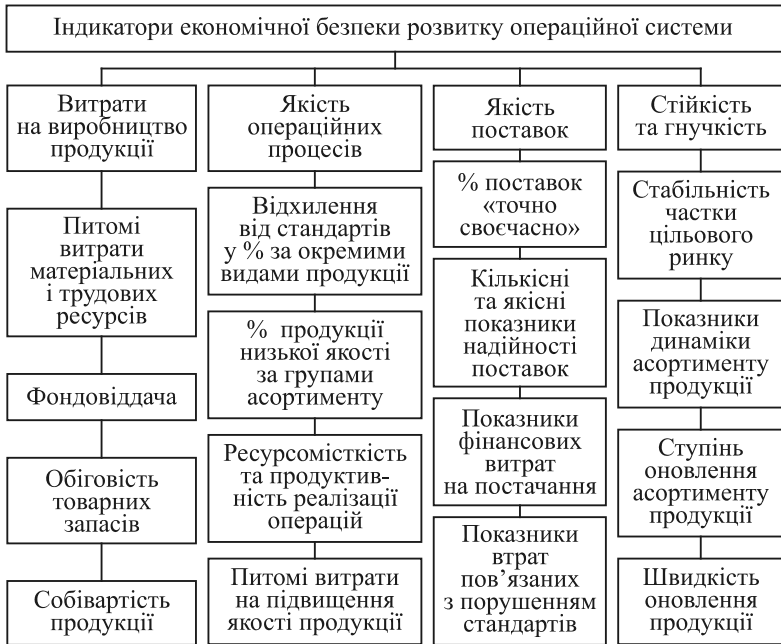 Індикатори економічної безпеки розвитку операційної системи
Витрати
на виробництво
продукції
Питомі
витрати
матеріальних
і трудових
ресурсів
Фондовіддача
Обіговість
товарних
запасів
Собівартість
продукції
Якість
операційних
процесів
Відхилення
від стандартів
у % за окремими
видами продукції
% продукції
низької якості
за групами
асортименту
Ресурсомісткість
та продуктив-
ність реалізації
операцій
Питомі витрати
на підвищення
якості продукції
Якість
поставок
% поставок
«точно
своєчасно»
Кількісні
та якісні
показники
надійності
поставок
Показники
фінансових
витрат
на постачання
Показники
втрат
пов’язаних
з порушенням
стандартів
Стійкість
та гнучкість
Стабільність
частки
цільового
ринку
Показники
динаміки
асортименту
продукції
Ступінь
оновлення
асортименту
продукції
Швидкість
оновлення
продукції